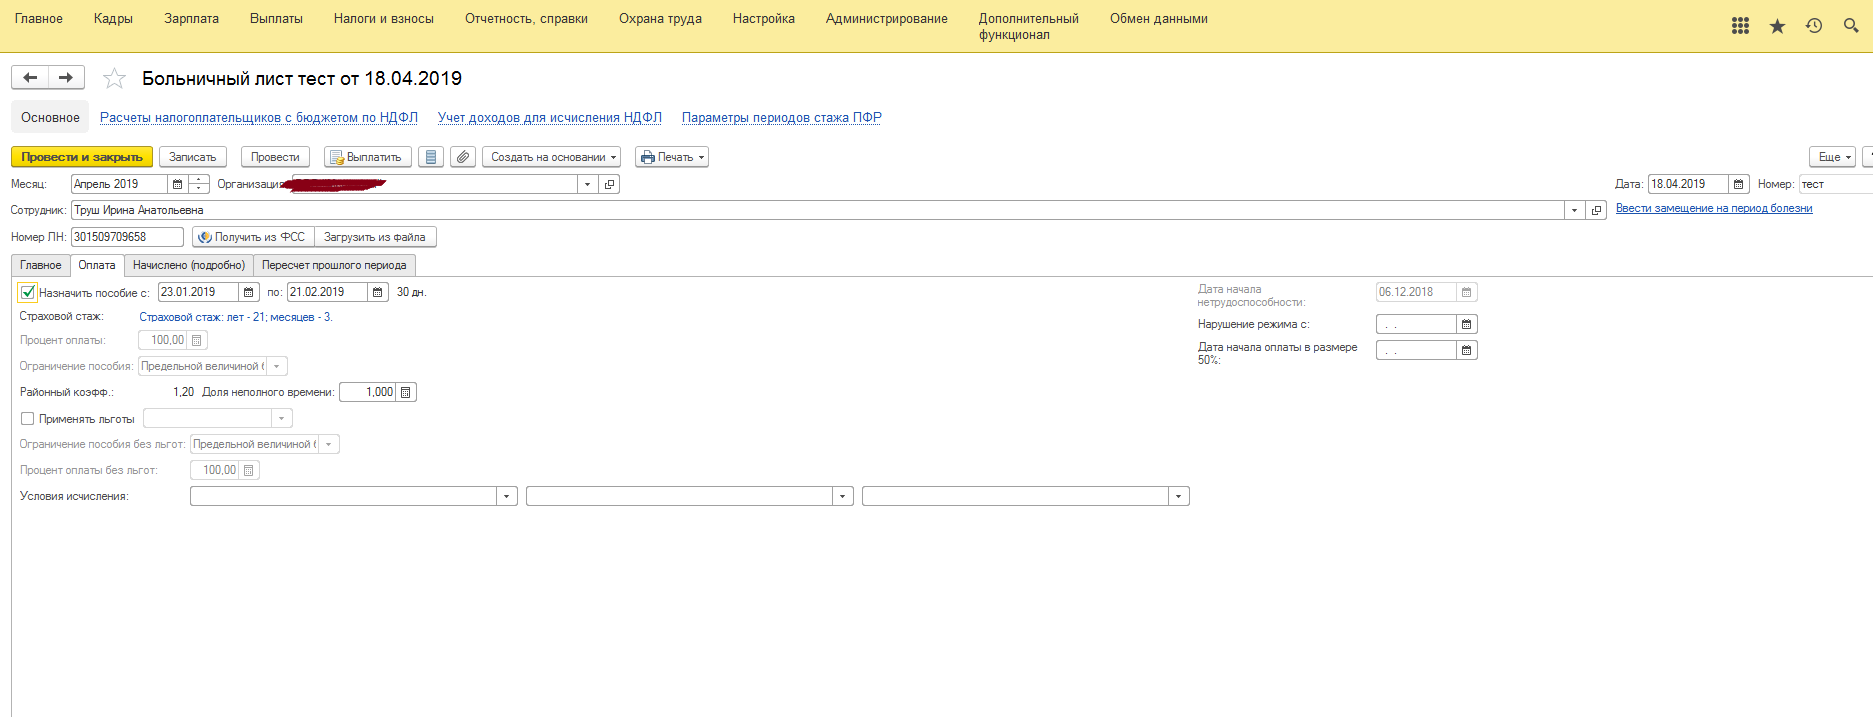 Главное Кадры Зарплата Выплаты Налоги и взносы Отчетность, справки Охрана труда Настройка Администрирование Дополнительный функционал Обмен данными
Больничный лист тест от 18.04.2019
Основное Расчеты налогоплательщиков с бюджетом по НДФЛ Учет доходов для исчисления НДФЛ Параметры периодов стажа ПФР
Провести и закрыть Записать Провести Выплатить Создать на основании Печать Еще
Месяц: Апрель 2019 Организация: Дата: 18.04.2019 Номер: тест
Сотрудник: Труш Ирина Анатольевна Ввести замещение на период болезни
Номер ЛН: 301509709658 Получить из ФСС Загрузить из файла
Главное Оплата Начислено (подробно) Пересчет прошлого периода
Назначить пособие с: 23.01.2019 по: 21.02.2019 30 дн. Дата начала нетрудоспособности: 06.12.2018
Страховой стаж: Страховой стаж: лет - 21; месяцев - 3. Нарушение режима с: . .
Процент оплаты: 100,00 Дата начала оплаты в размере 50%: . .
Ограничение пособия: Предельной величиной б
Районный коэфф.: 1,20 Доля неполного времени: 1,000
Применять льготы
Ограничение пособия без льгот: Предельной величиной б
Процент оплаты без льгот: 100,00
Условия исчисления: